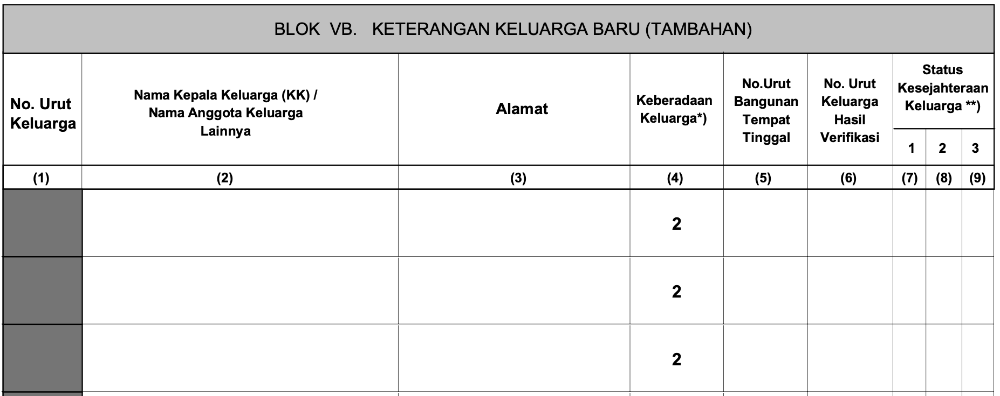 BLOK  VB.   KETERANGAN KELUARGA BARU (TAMBAHAN)
No. Urut
Keluarga
Nama Kepala Keluarga (KK) /
Nama Anggota Keluarga
Lainnya
Alamat
Keberadaan
Keluarga*)
No.Urut
Bangunan
Tempat
Tinggal
No. Urut
Keluarga
Hasil
Verifikasi
Status
Kesejahteraan
Keluarga **)
1 2 3
(1) (2) (3) (4) (5) (6) (7) (8) (9)
2
2
2